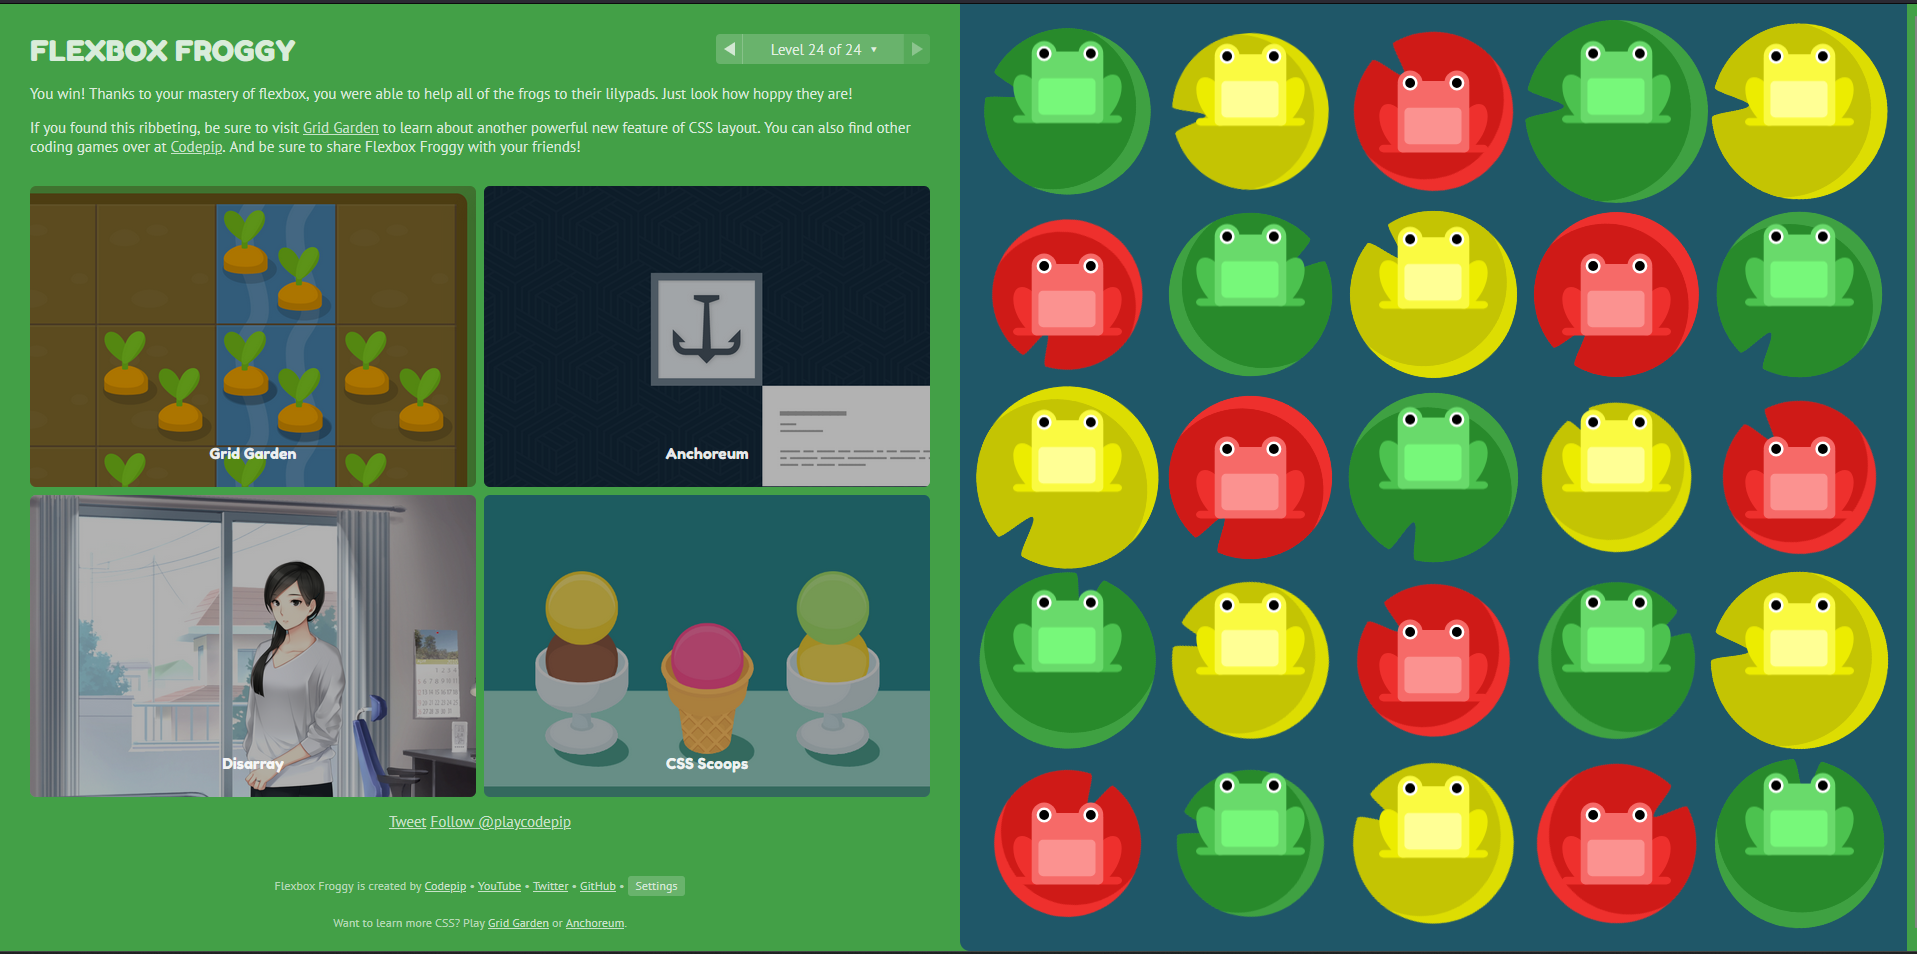 FLEXBOX FROGGY
Level 24 of 24
You win! Thanks to your mastery of flexbox, you were able to help all of the frogs to their lilypads. Just look how hoppy they are!
If you found this ribbeting, be sure to visit Grid Garden to learn about another powerful new feature of CSS layout. You can also find other
coding games over at Codepip. And be sure to share Flexbox Froggy with your friends!
Grid Garden
Anchoreum
Disarray
CSS Scoops
Tweet Follow @playcodepip
Flexbox Froggy is created by Codepip • YouTube • Twitter • GitHub • Settings
Want to learn more CSS? Play Grid Garden or Anchoreum.